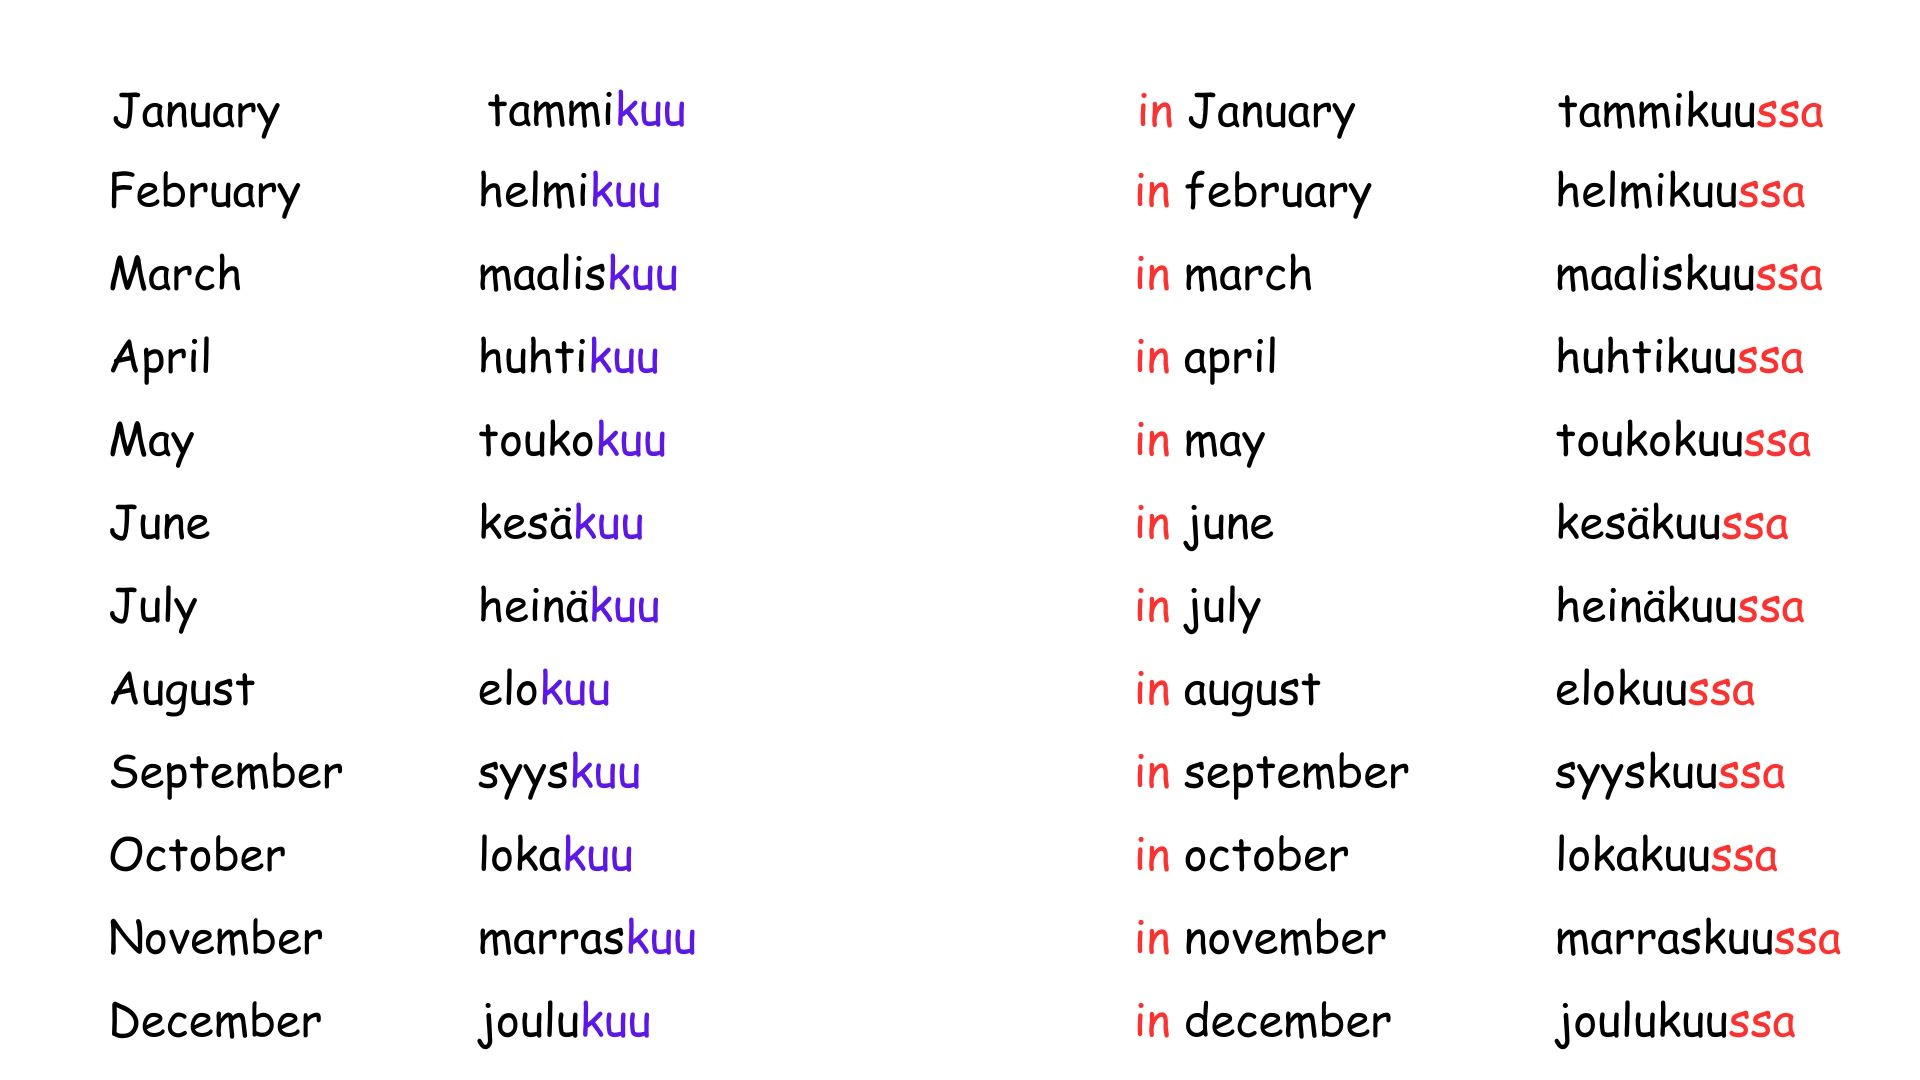 January tammikuu in January tammikuussa
February helmikuu in february helmikuussa
March maaliskuu in march maaliskuussa
April huhtikuu in april huhtikuussa
May toukokuu in may toukokuussa
June kesäkuu in june kesäkuussa
July heinäkuu in july heinäkuussa
August elokuu in august elokuussa
September syyskuu in september syyskuussa
October lokakuu in october lokakuussa
November marraskuu in november marraskuussa
December joulukuu in december joulukuussa